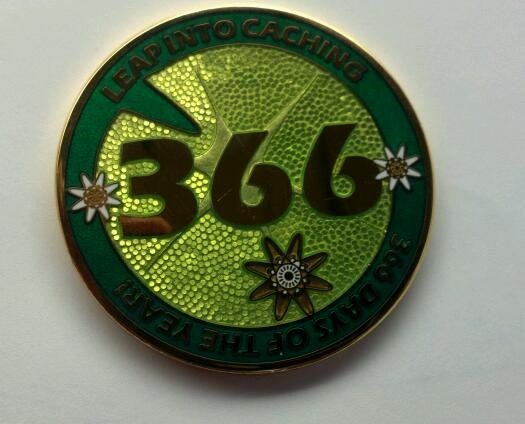 LEAP INTO CACHING
366
366 DAYS OF THE YEAR!